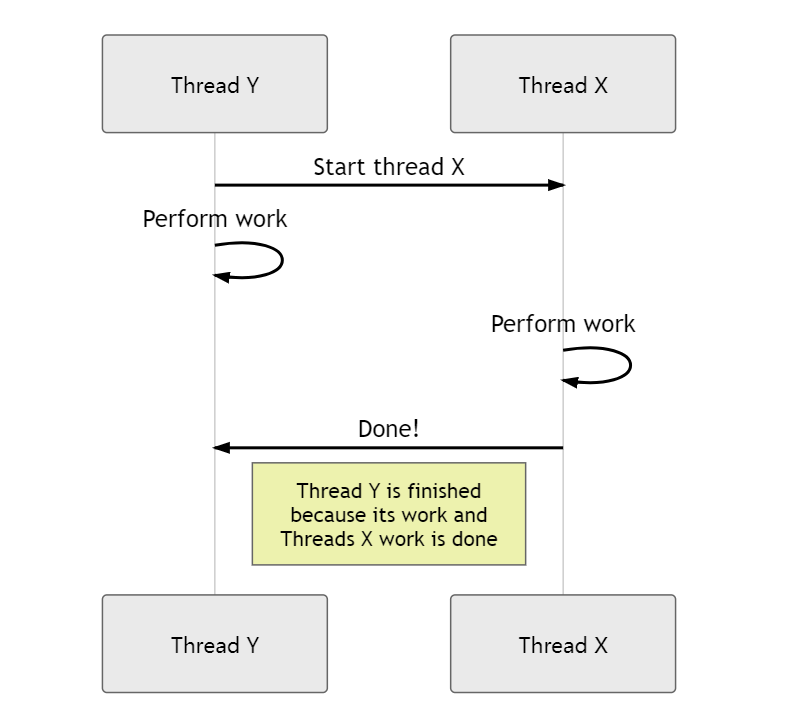 Thread Y
Thread X
Start thread X
Perform work
Perform work
Done!
Thread Y is finished
because its work and
Threads X work is done
Thread Y
Thread X